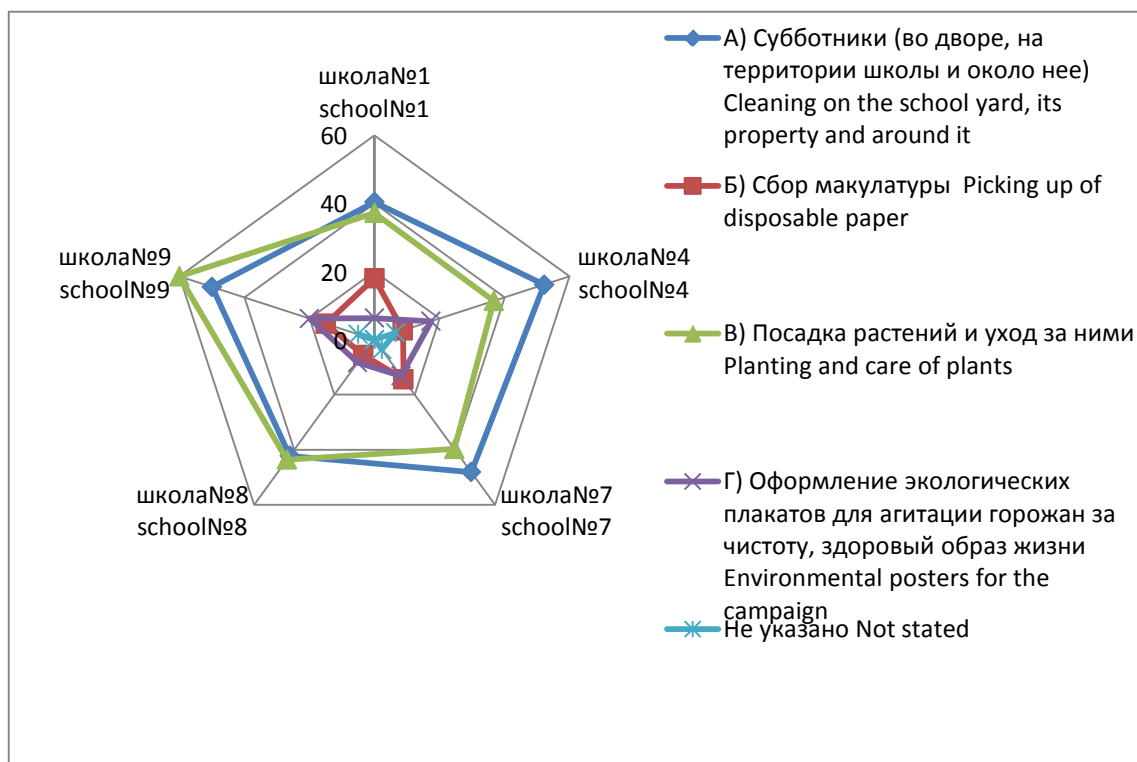 школа№1
school№1
60
40
20
0
школа№4
school№4
школа№7
school№7
школа№8
school№8
школа№9
school№9
А) Субботники (во дворе, на
территории школы и около нее)
Cleaning on the school yard, its
property and around it
Б) Сбор макулатуры Picking up of
disposable paper
В) Посадка растений и уход за ними
Planting and care of plants
Г) Оформление экологических
плакатов для агитации горожан за
чистоту, здоровый образ жизни
Environmental posters for the
campaign
Не указано Not stated